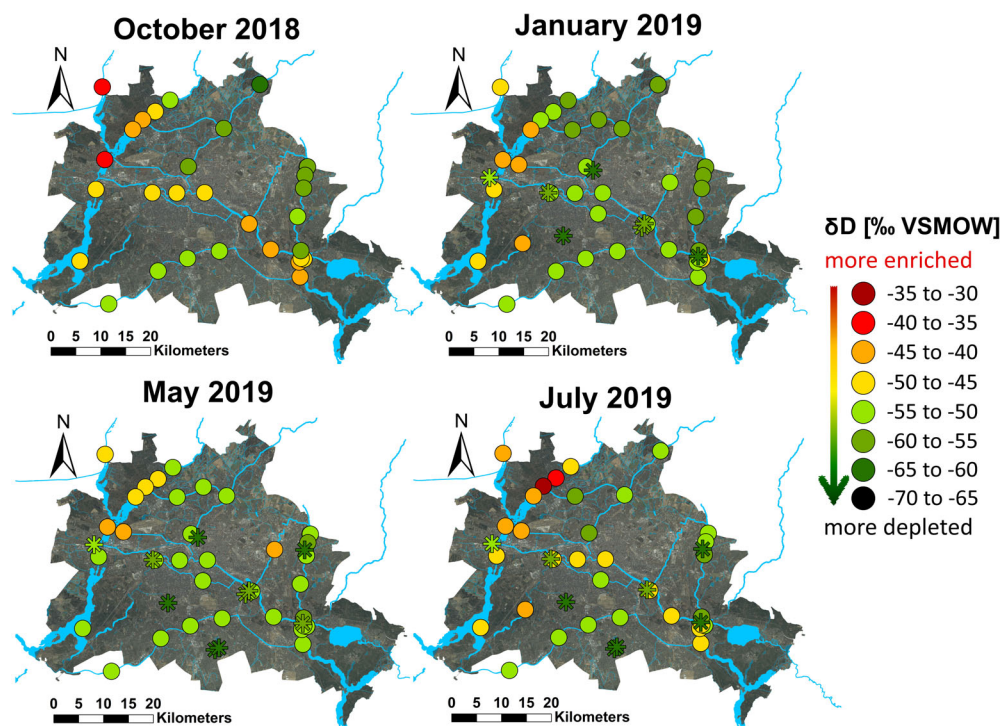 October 2018
N
0 5 10 15 20
Kilometers
January 2019
N
0 5 10 15 20
Kilometers
May 2019
N
0 5 10 15 20
Kilometers
July 2019
N
0 5 10 15 20
Kilometers
δD [‰ VSMOW]
more enriched
-35 to -30
-40 to -35
-45 to -40
-50 to -45
-55 to -50
-60 to -55
-65 to -60
-70 to -65
more depleted